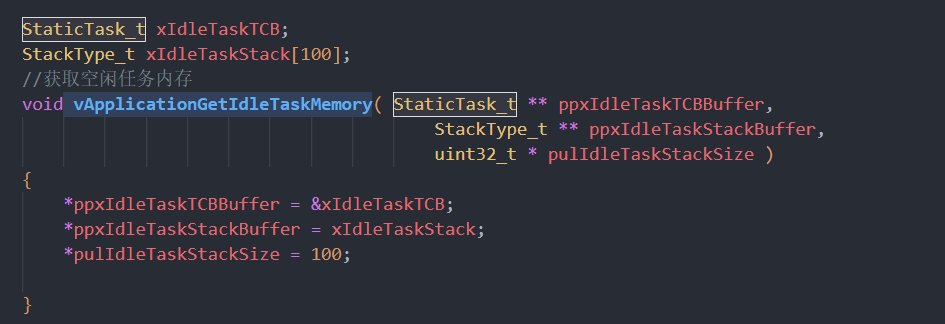 StaticTask_t xIdleTaskTCB;
StackType_t xIdleTaskStack[100];
//获取空闲任务内存
void vApplicationGetIdleTaskMemory( StaticTask_t ** ppxIdleTaskTCBBuffer,
StackType_t ** ppxIdleTaskStackBuffer,
uint32_t * pulIdleTaskStackSize )
{
*ppxIdleTaskTCBBuffer = &xIdleTaskTCB;
*ppxIdleTaskStackBuffer = xIdleTaskStack;
*pulIdleTaskStackSize = 100;
}